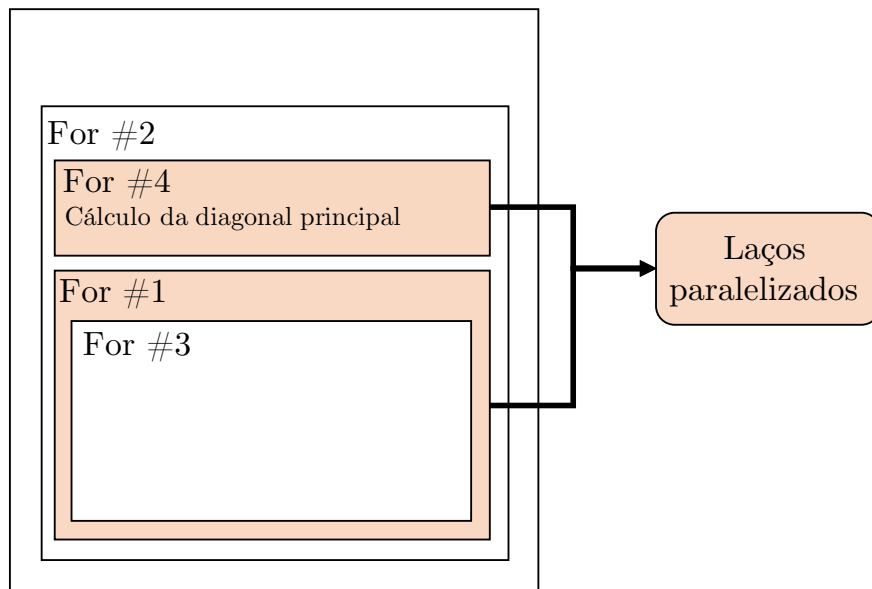 For #2
For #4
Cálculo da diagonal principal
For #1
For #3
Laços
paralelizados